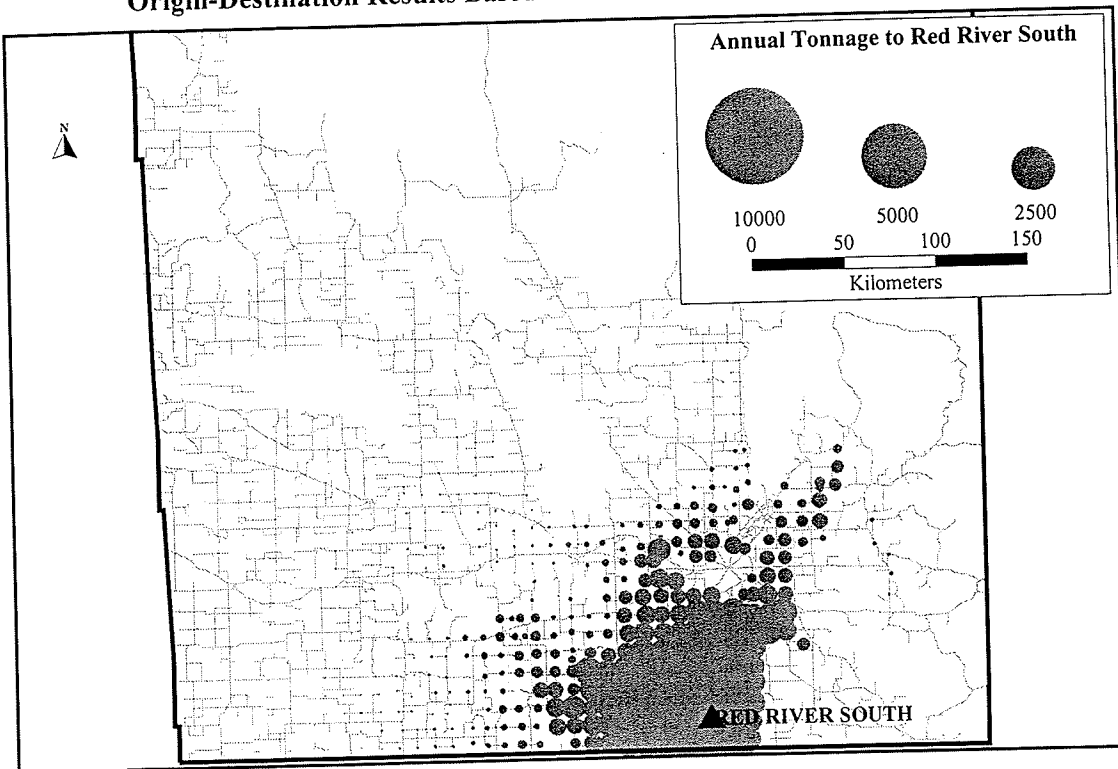 Origin-Destination Results Based
Annual Tonnage to Red River South
10000 5000 2500
0 50 100 150
Kilometers
N
RED RIVER SOUTH